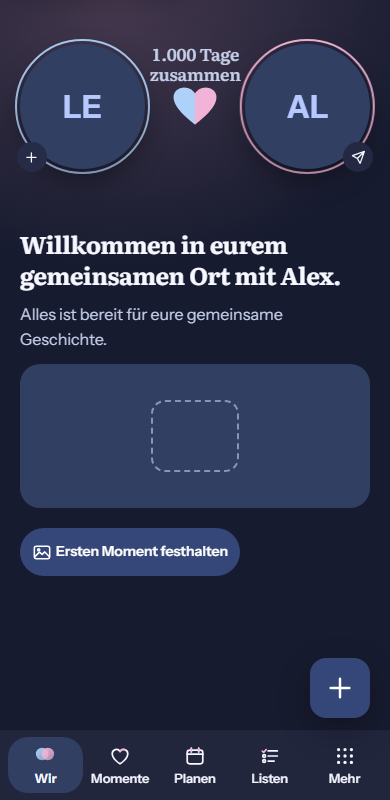 1.000 Tage
zusammen
LE
AL
Willkommen in eurem
gemeinsamen Ort mit Alex.
Alles ist bereit für eure gemeinsame
Geschichte.
Ersten Moment festhalten
Wir
Momente
Planen
Listen
Mehr